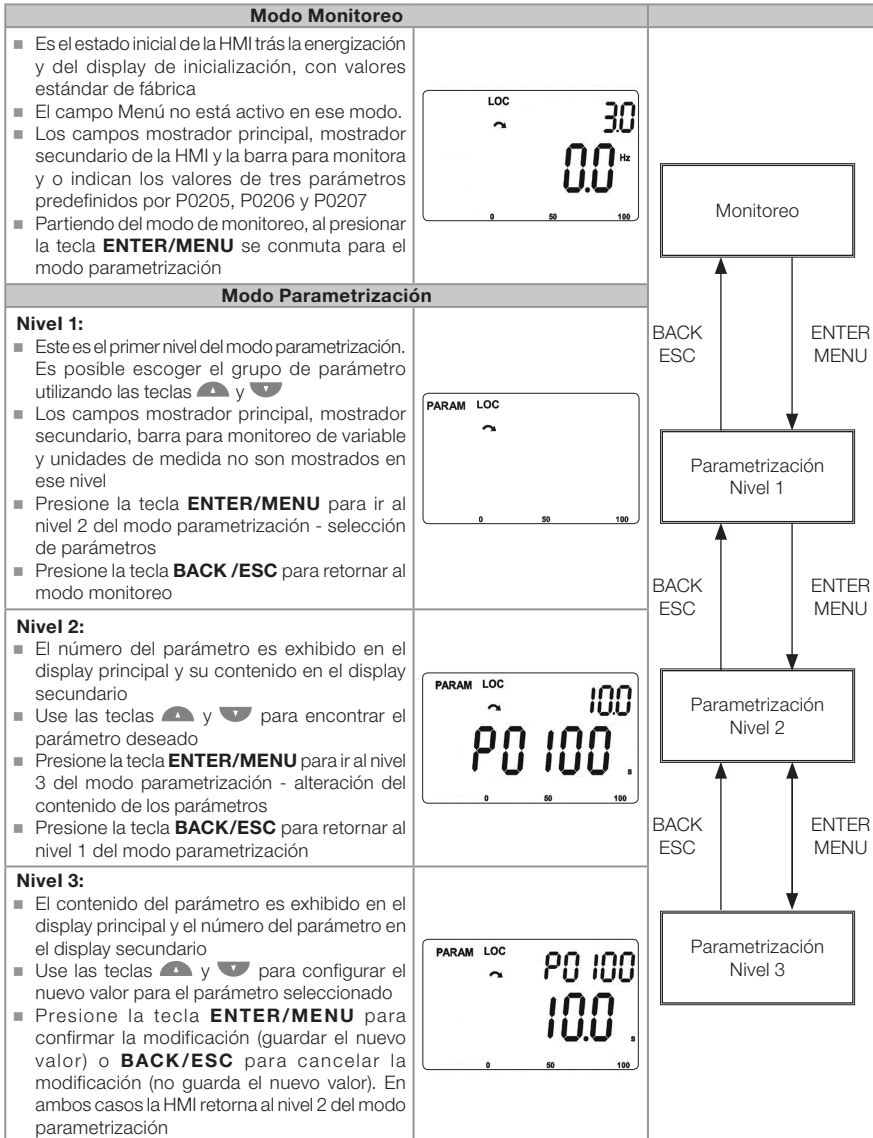 Modo Monitoreo
■ Es el estado inicial de la HMI trás la energización
y del display de inicialización, con valores
estándar de fábrica
■ El campo Menú no está activo en ese modo.
■ Los campos mostrador principal, mostrador
secundario de la HMI y la barra para monitora
y o indican los valores de tres parámetros
predefinidos por P0205, P0206 y P0207
■ Partiendo del modo de monitoreo, al presionar
la tecla ENTER/MENU se conmuta para el
modo parametrización
LOC
3.0
0.0 Hz
0 50 100
Modo Parametrización
Nivel 1:
■ Este es el primer nivel del modo parametrización.
Es posible escoger el grupo de parámetro
utilizando las teclas y
■ Los campos mostrador principal, mostrador
secundario, barra para monitoreo de variable
y unidades de medida no son mostrados en
ese nivel
■ Presione la tecla ENTER/MENU para ir al
nivel 2 del modo parametrización - selección
de parámetros
■ Presione la tecla BACK /ESC para retornar al
modo monitoreo
PARAM LOC
0 50 100
Nivel 2:
■ El número del parámetro es exhibido en el
display principal y su contenido en el display
secundario
■ Use las teclas y para encontrar el
parámetro deseado
■ Presione la tecla ENTER/MENU para ir al nivel
3 del modo parametrización - alteración del
contenido de los parámetros
■ Presione la tecla BACK/ESC para retornar al
nivel 1 del modo parametrización
PARAM LOC
10.0
P0100 s
0 50 100
Nivel 3:
■ El contenido del parámetro es exhibido en el
display principal y el número del parámetro en
el display secundario
■ Use las teclas y para configurar el
nuevo valor para el parámetro seleccionado
■ Presione la tecla ENTER/MENU para
confirmar la modificación (guardar el nuevo
valor) o BACK/ESC para cancelar la
modificación (no guarda el nuevo valor). En
ambos casos la HMI retorna al nivel 2 del modo
parametrización
PARAM LOC
P0100
10.0 s
0 50 100
Monitoreo
BACK
ESC
ENTER
MENU
Parametrización
Nivel 1
BACK
ESC
ENTER
MENU
Parametrización
Nivel 2
BACK
ESC
ENTER
MENU
Parametrización
Nivel 3